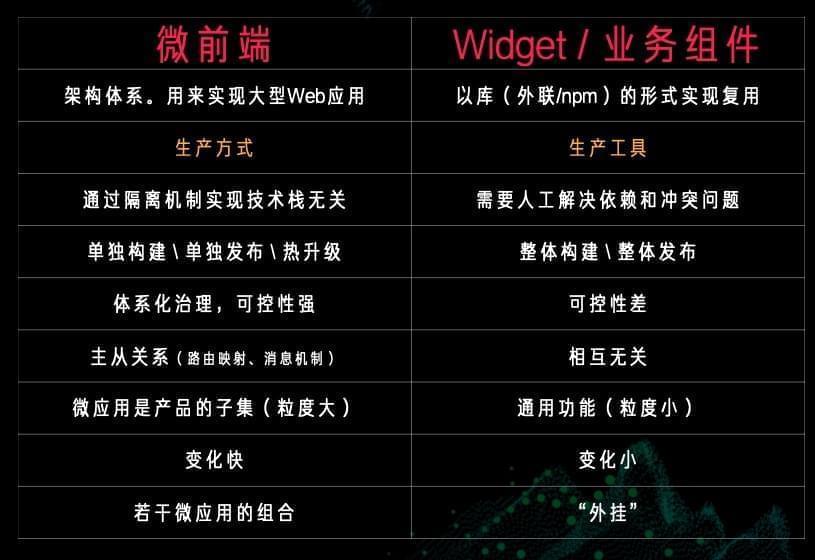 微前端
Widget / 业务组件
架构体系。用来实现大型Web应用
以库（外联/npm）的形式实现复用
生产方式
生产工具
通过隔离机制实现技术栈无关
需要人工解决依赖和冲突问题
单独构建 \ 单独发布 \ 热升级
整体构建 \ 整体发布
体系化治理，可控性强
可控性差
主从关系（路由映射、消息机制）
相互无关
微应用是产品的子集（粒度大）
通用功能（粒度小）
变化快
变化小
若干微应用的组合
“外挂”